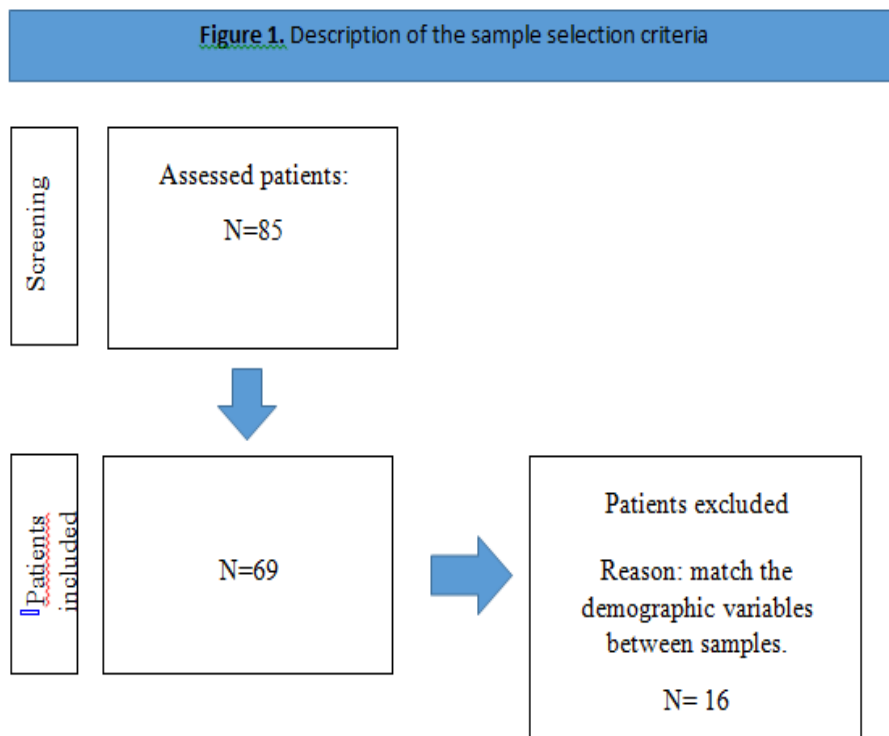 Figure 1. Description of the sample selection criteria
Screening
Assessed patients:
N=85
Patients
included
N=69
Patients excluded
Reason: match the
demographic variables
between samples.
N= 16